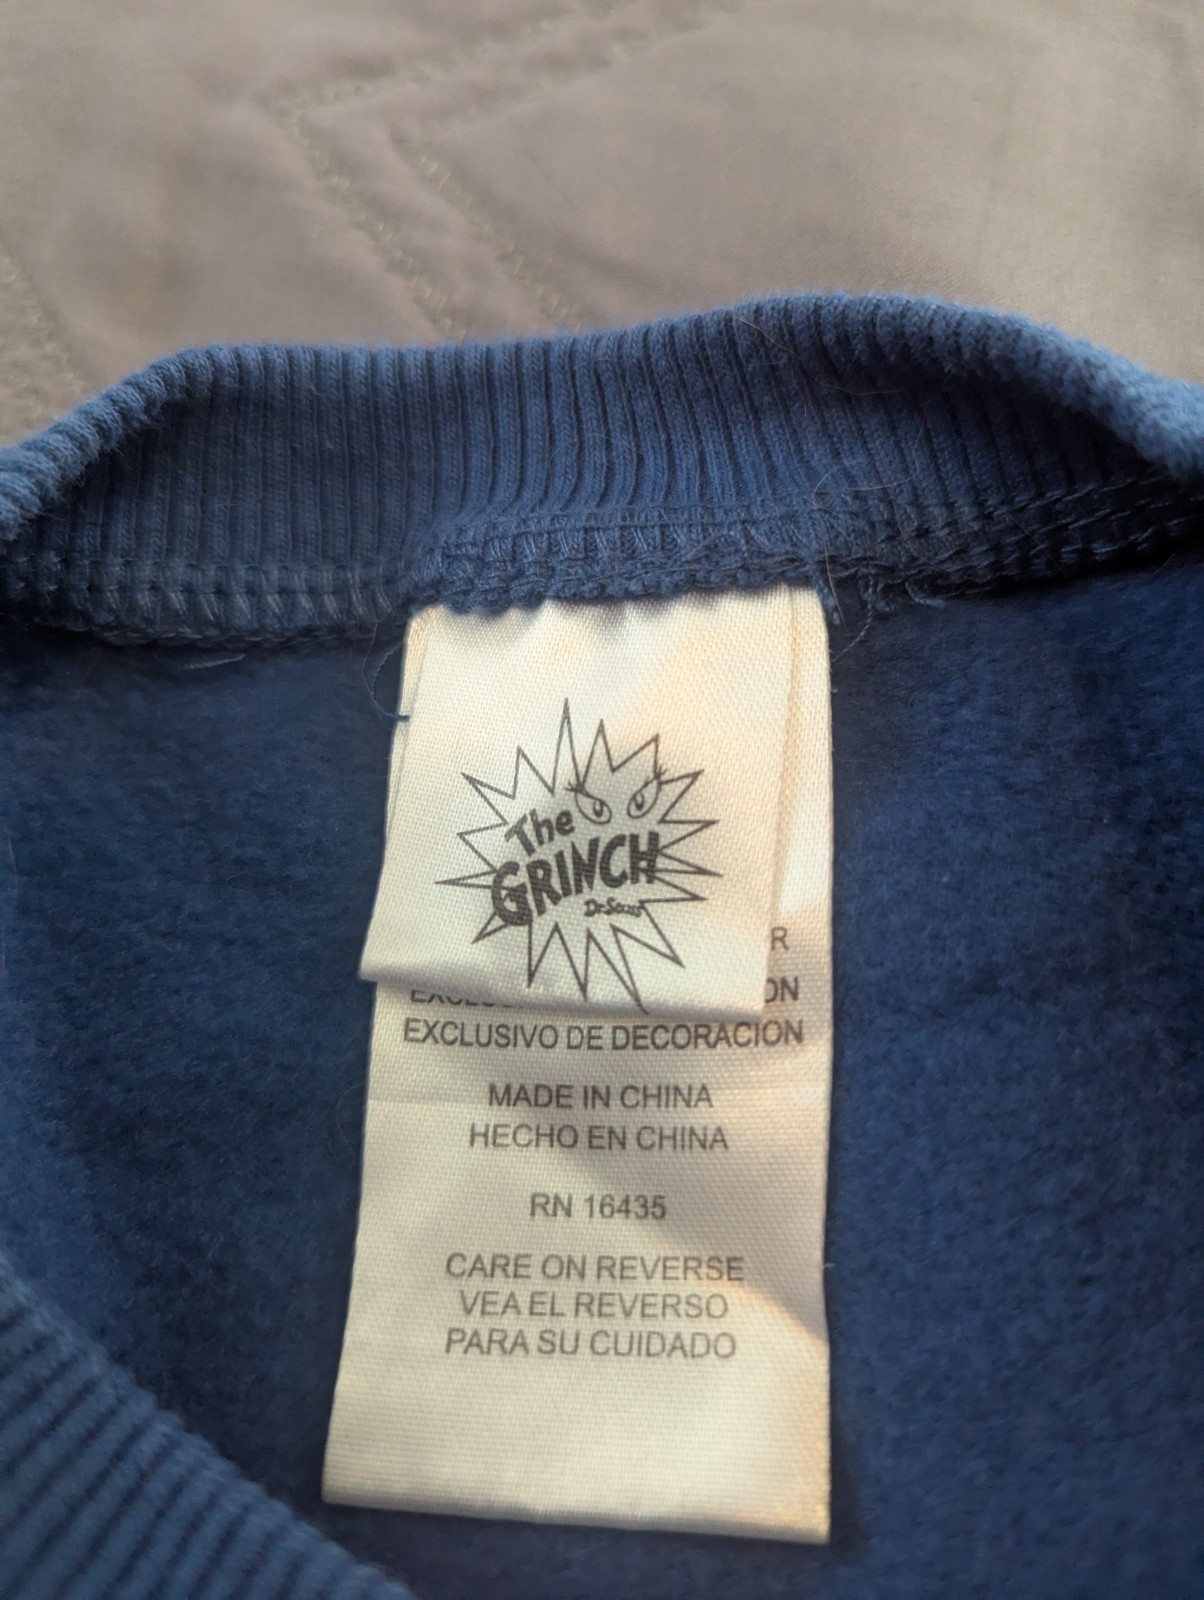 The
GRINCH
Dr. Seuss
R
ON
EXCLUSIVO DE DECORACION
MADE IN CHINA
HECHO EN CHINA
RN 16435
CARE ON REVERSE
VEA EL REVERSO
PARA SU CUIDADO